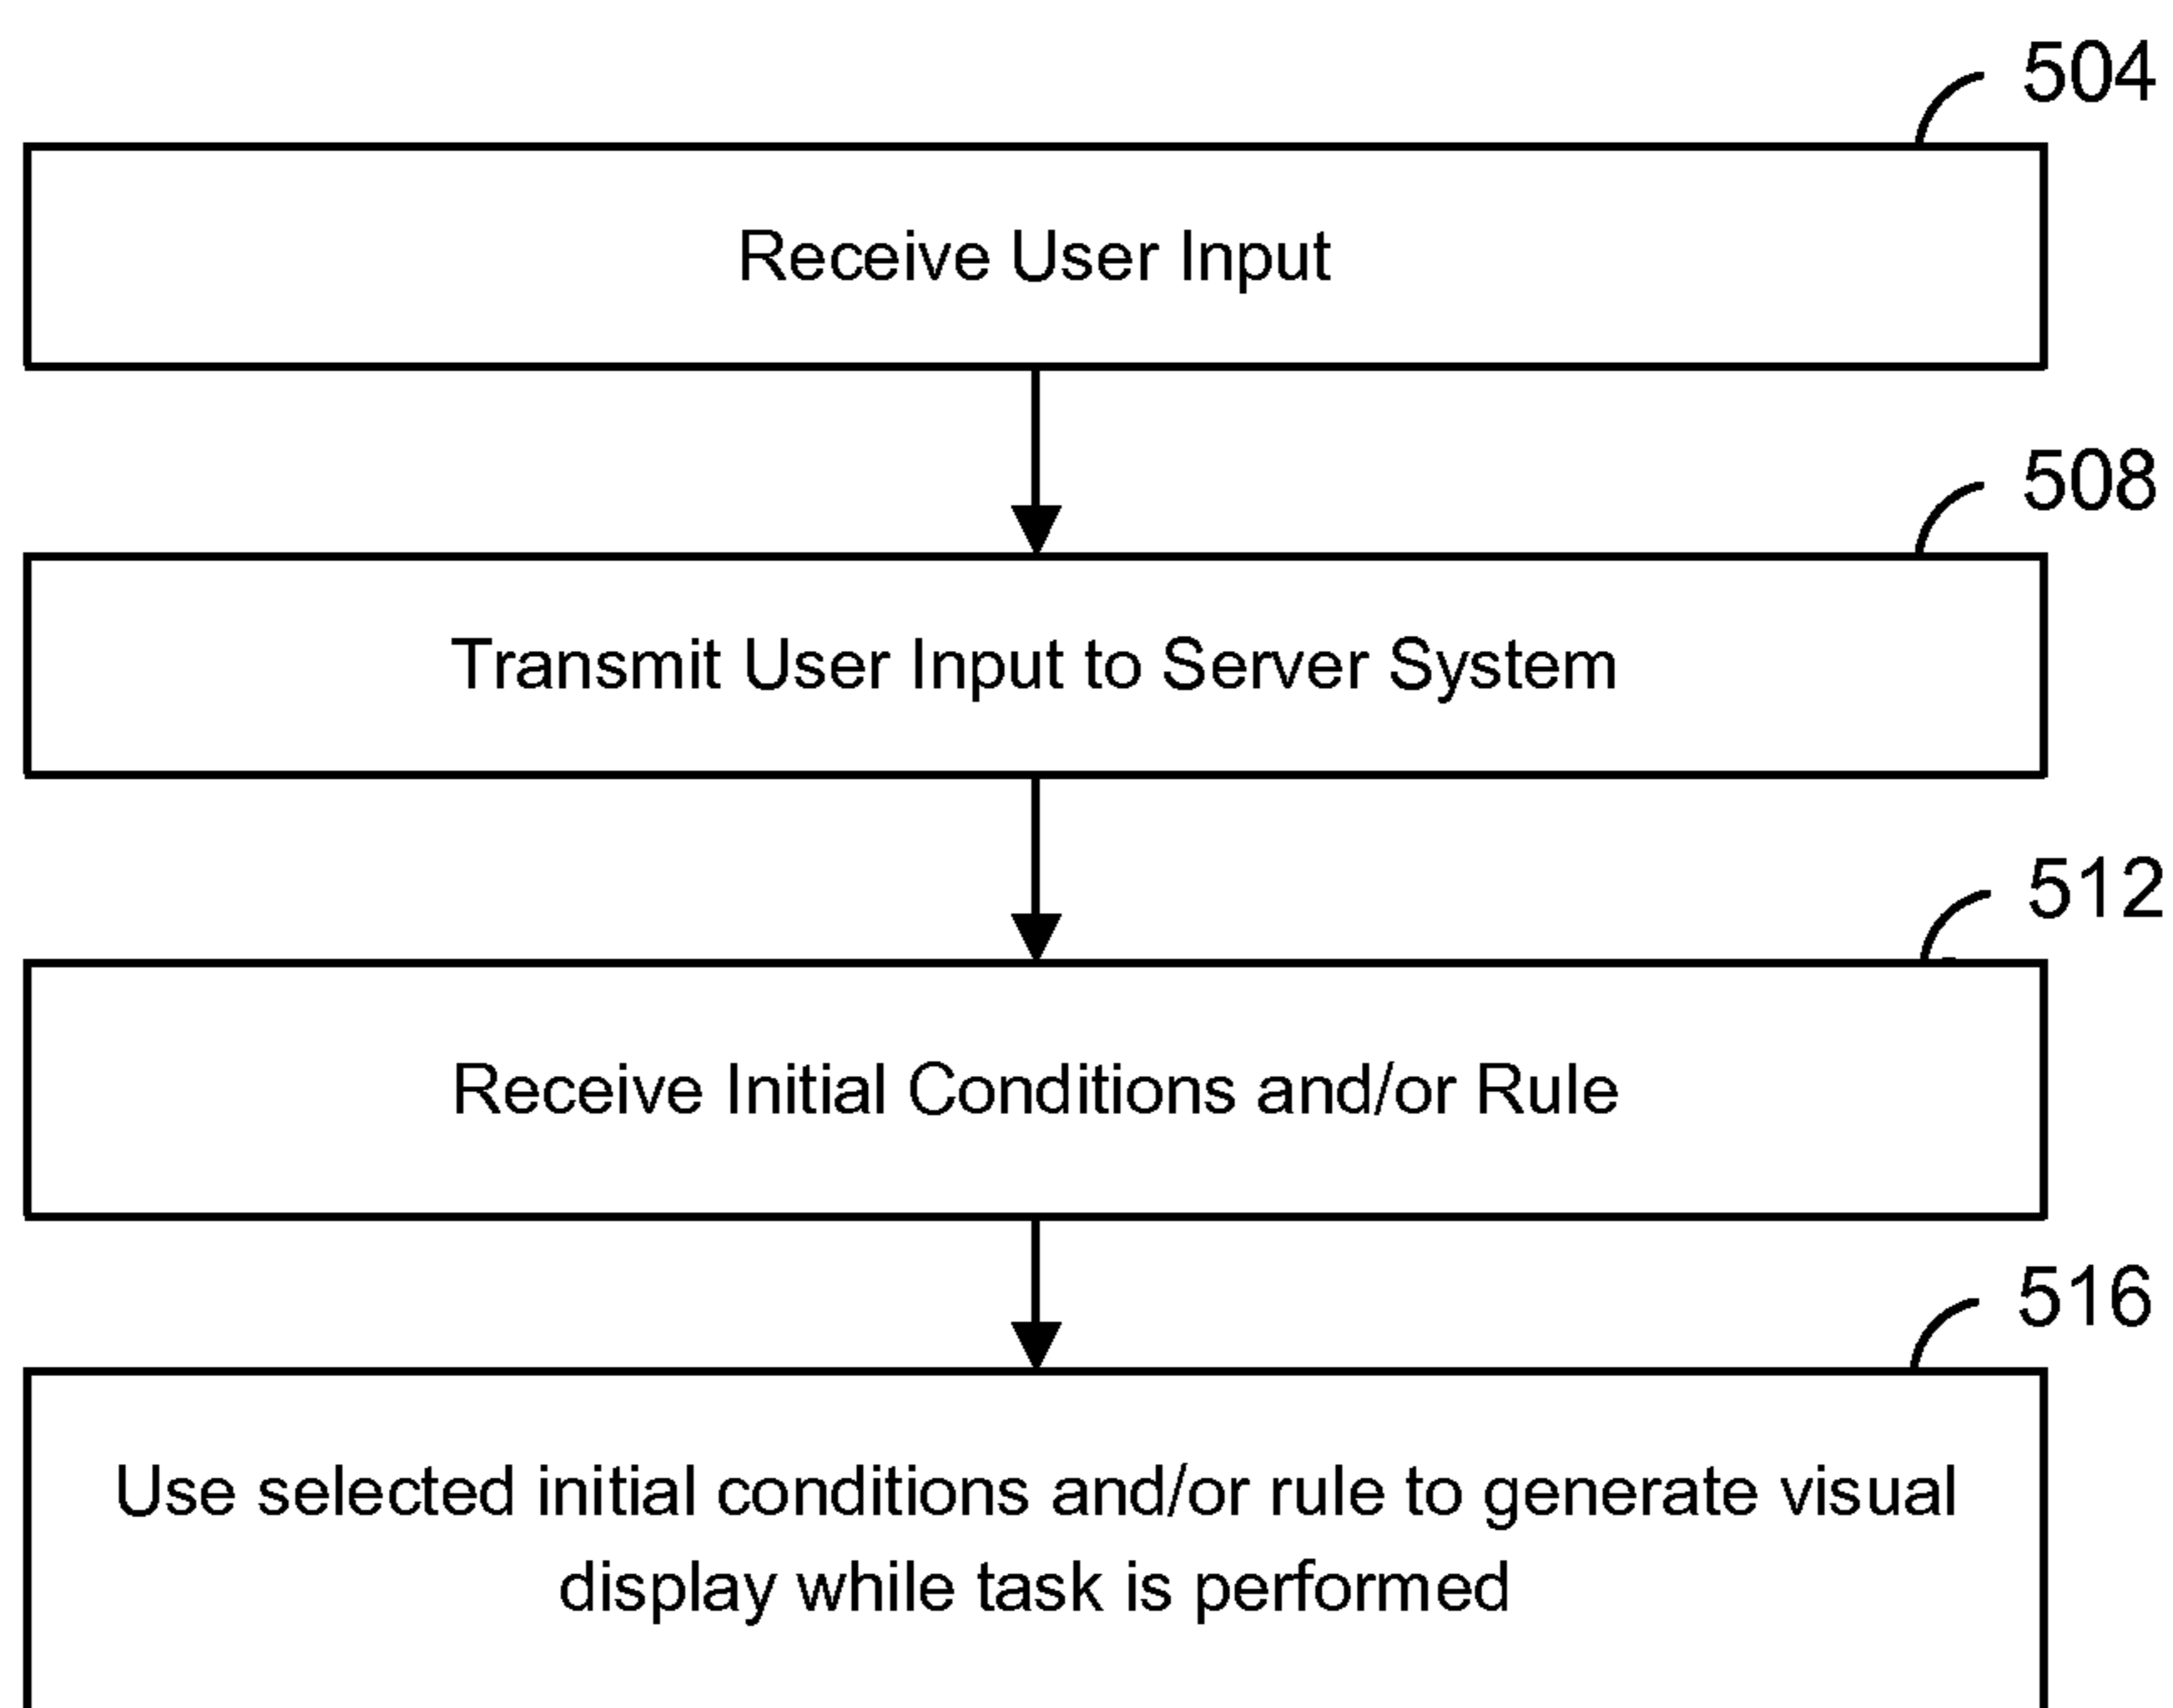 504
Receive User Input
508
Transmit User Input to Server System
512
Receive Initial Conditions and/or Rule
516
Use selected initial conditions and/or rule to generate visual
display while task is performed